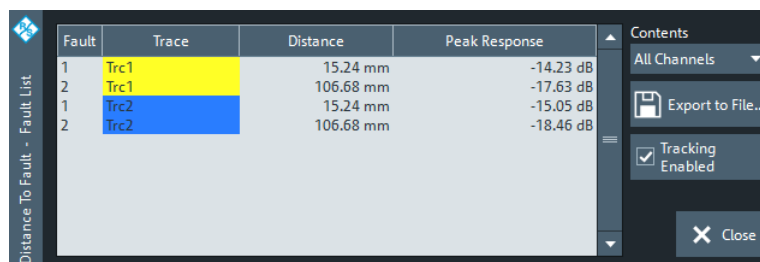 Distance To Fault - Fault List
Fault Trace Distance Peak Response
1 Trc1 15.24 mm -14.23 dB
2 Trc1 106.68 mm -17.63 dB
1 Trc2 15.24 mm -15.05 dB
2 Trc2 106.68 mm -18.46 dB
Contents
All Channels
Export to File..
Tracking
Enabled
Close